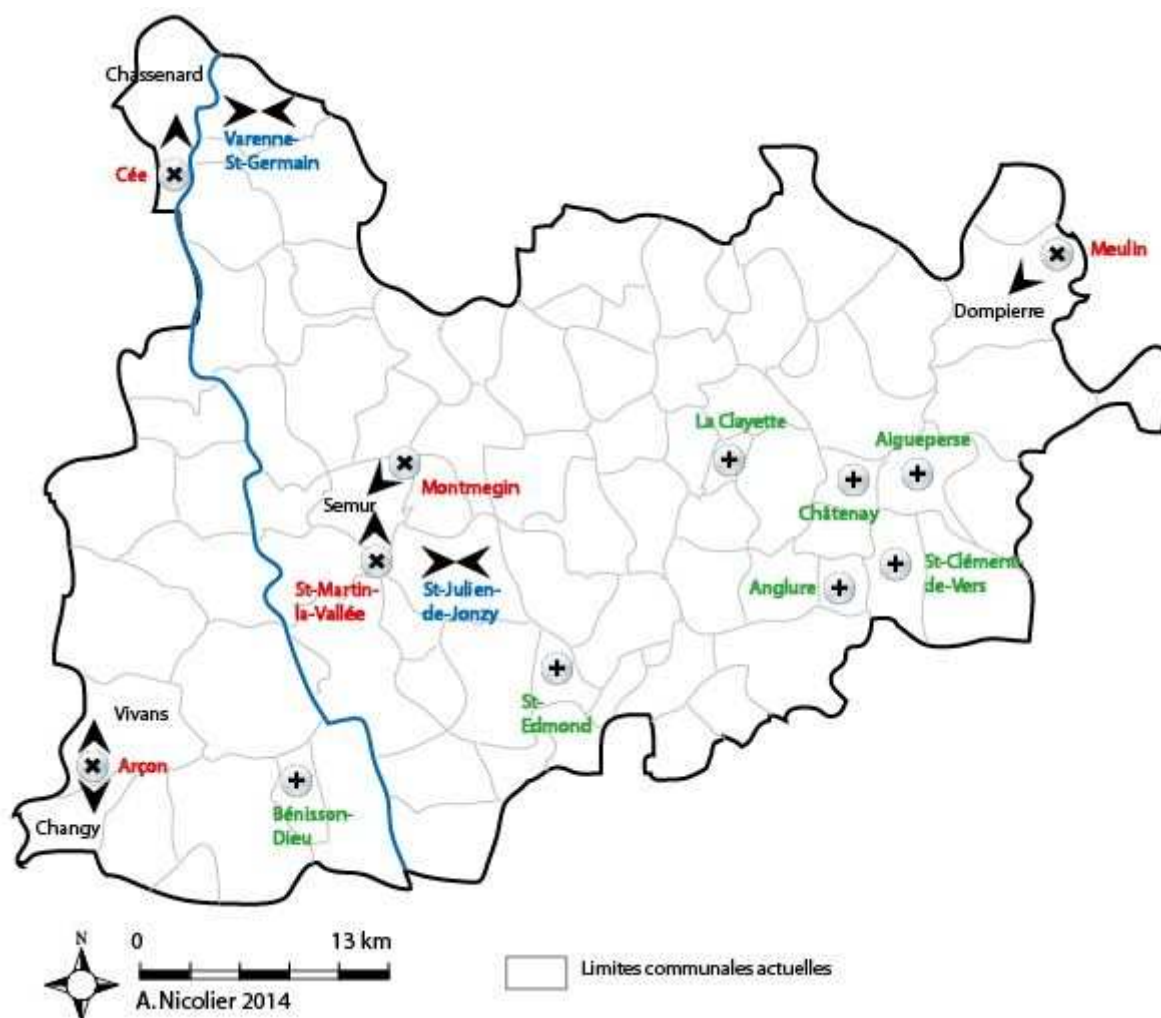 Chassenard
Varenne-
St-Germain
Cée
Meulin
Dompierre
La Clayette
Aigueperse
Montmegin
Semur
Châtenay
St-Martin-
la-Vallée
St-Julien-
de-Jonzy
Anglure
St-Clément-
de-Vers
St-
Edmond
Vivans
Arçon
Changy
Bénisson-
Dieu
N
0 13 km
A. Nicolier 2014
Limites communales actuelles